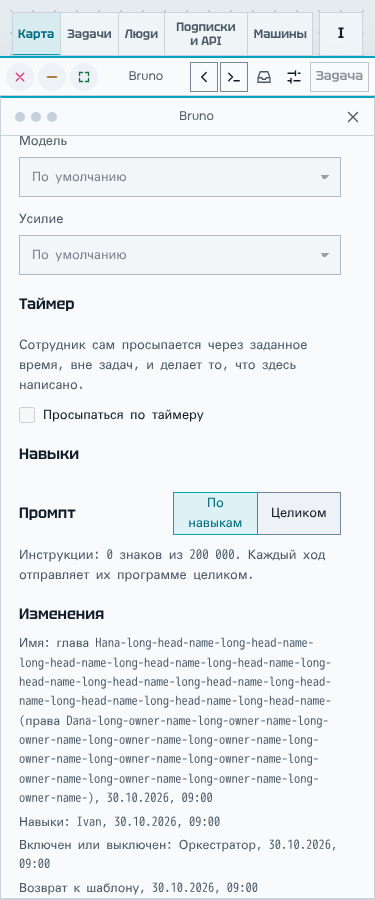 Карта
Задачи
Люди
Подписки
и API
Машины
I
Bruno
Задача
Bruno
Модель
По умолчанию
Усилие
По умолчанию
Таймер
Сотрудник сам просыпается через заданное
время, вне задач, и делает то, что здесь
написано.
Просыпаться по таймеру
Навыки
Промпт
По
навыкам
Целиком
Инструкции: 0 знаков из 200 000. Каждый ход
отправляет их программе целиком.
Изменения
Имя: глава Hana-long-head-name-long-head-name-
long-head-name-long-head-name-long-head-name-long-
head-name-long-head-name-long-head-name-long-head-
name-long-head-name-long-head-name-long-head-name-
(права Dana-long-owner-name-long-owner-name-long-
owner-name-long-owner-name-long-owner-name-long-
owner-name-long-owner-name-long-owner-name-long-
owner-name-long-owner-name-long-owner-name-long-
owner-name-), 30.10.2026, 09:00
Навыки: Ivan, 30.10.2026, 09:00
Включен или выключен: Оркестратор, 30.10.2026,
09:00
Возврат к шаблону, 30.10.2026, 09:00